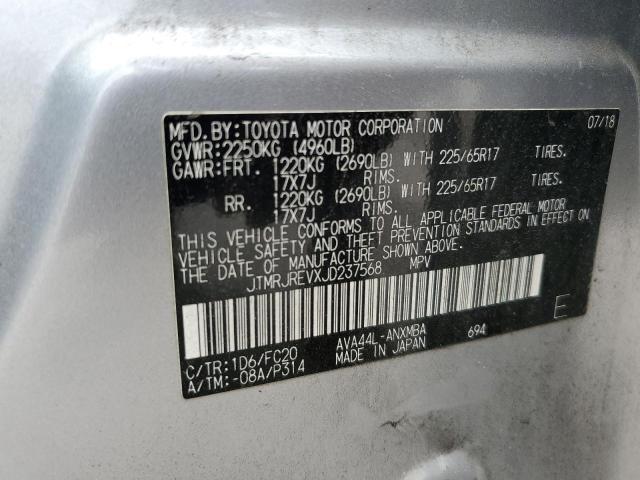 MFD. BY: TOYOTA MOTOR CORPORATION 07/18
GVWR: 2250KG (4960LB)
GAWR: FRT. 1220KG (2690LB) WITH 225/65R17 TIRES.
17X7J RIMS.
RR. 1220KG (2690LB) WITH 225/65R17 TIRES.
17X7J RIMS.
THIS VEHICLE CONFORMS TO ALL APPLICABLE FEDERAL MOTOR
VEHICLE SAFETY AND THEFT PREVENTION STANDARDS IN EFFECT ON
THE DATE OF MANUFACTURE SHOWN ABOVE.
JTMRJREVXJD237568 MPV
E
C/TR: 1D6/FC20 AVA44L-ANXMBA 694
A/TM: -08A/P314 MADE IN JAPAN